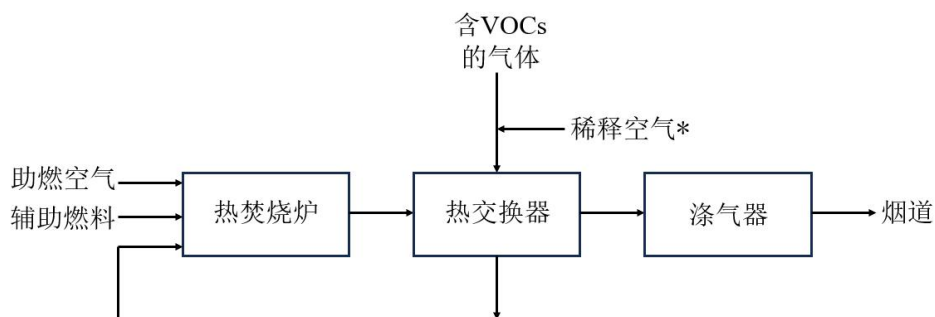 含VOCs
的气体
稀释空气*
助燃空气
辅助燃料
热焚烧炉
热交换器
涤气器
烟道